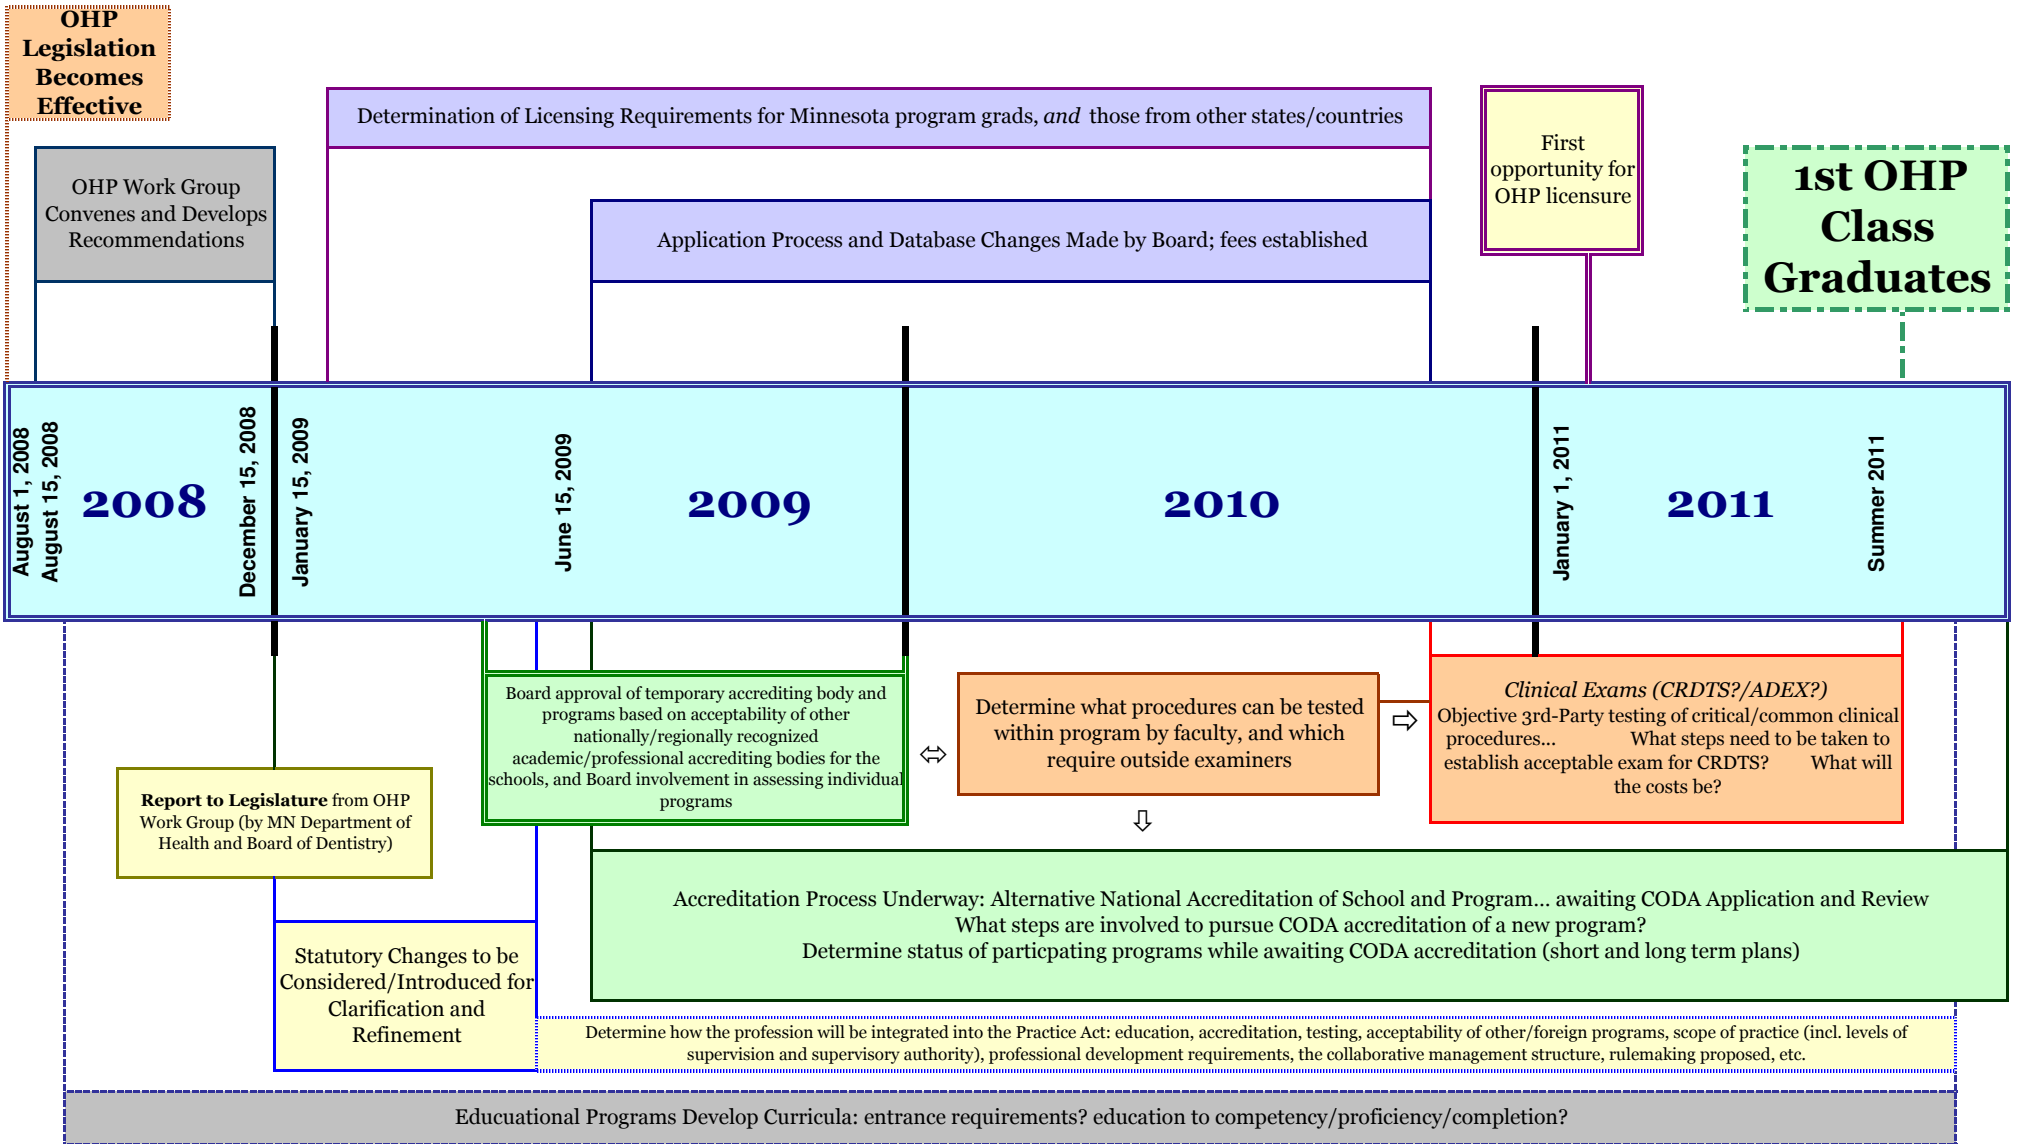 OHP
Legislation
Becomes
Effective
Determination of Licensing Requirements for Minnesota program grads, and those from other states/countries
First
opportunity for
OHP licensure
OHP Work Group
Convenes and Develops
Recommendations
1st OHP
Class
Graduates
Application Process and Database Changes Made by Board; fees established
August 1, 2008
August 15, 2008
2008
December 15, 2008
January 15, 2009
June 15, 2009
2009
2010
January 1, 2011
2011
Summer 2011
Board approval of temporary accrediting body and
programs based on acceptability of other
nationally/regionally recognized
academic/professional accrediting bodies for the
schools, and Board involvement in assessing individual
programs
Determine what procedures can be tested
within program by faculty, and which
require outside examiners
Clinical Exams (CRDTS?/ADEX?)
Objective 3rd-Party testing of critical/common clinical
procedures... What steps need to be taken to
establish acceptable exam for CRDTS? What will
the costs be?
Report to Legislature from OHP
Work Group (by MN Department of
Health and Board of Dentistry)
Accreditation Process Underway: Alternative National Accreditation of School and Program... awaiting CODA Application and Review
What steps are involved to pursue CODA accreditation of a new program?
Determine status of particpating programs while awaiting CODA accreditation (short and long term plans)
Statutory Changes to be
Considered/Introduced for
Clarification and
Refinement
Determine how the profession will be integrated into the Practice Act: education, accreditation, testing, acceptability of other/foreign programs, scope of practice (incl. levels of
supervision and supervisory authority), professional development requirements, the collaborative management structure, rulemaking proposed, etc.
Educuational Programs Develop Curricula: entrance requirements? education to competency/proficiency/completion?